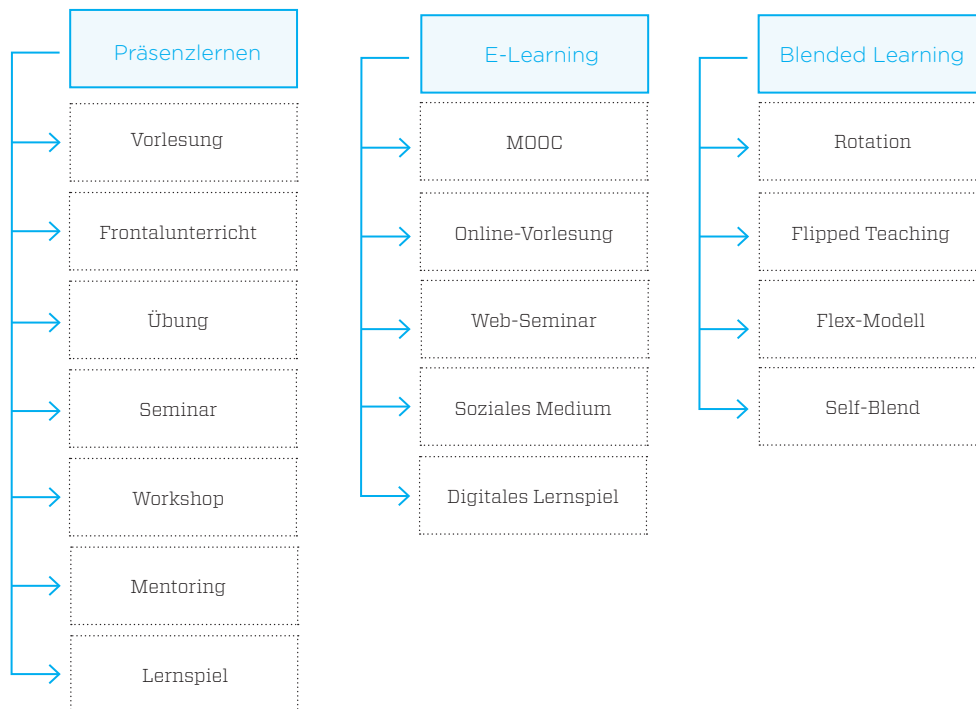 Präsenzlernen
Vorlesung
Frontalunterricht
Übung
Seminar
Workshop
Mentoring
Lernspiel
E-Learning
MOOC
Online-Vorlesung
Web-Seminar
Soziales Medium
Digitales Lernspiel
Blended Learning
Rotation
Flipped Teaching
Flex-Modell
Self-Blend